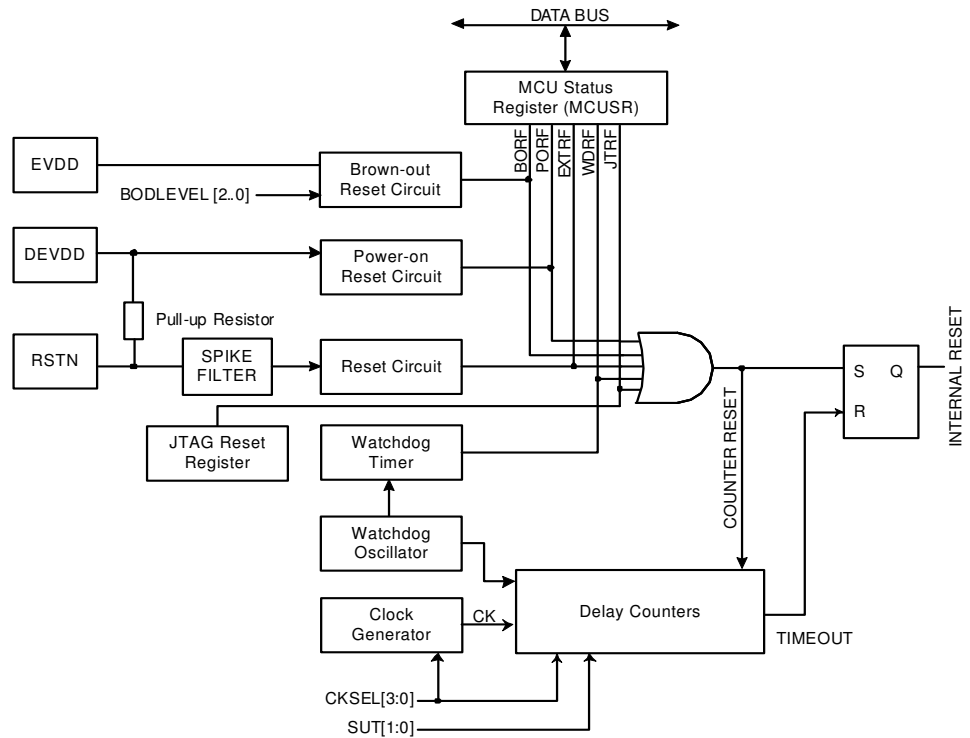 DATA BUS
MCU Status
Register (MCUSR)
BORF
PORF
EXTRF
WDRF
JTRF
EVDD
BODLEVEL [2..0]
Brown-out
Reset Circuit
DEVDD
Power-on
Reset Circuit
Pull-up Resistor
RSTN
SPIKE
FILTER
Reset Circuit
JTAG Reset
Register
Watchdog
Timer
Watchdog
Oscillator
Clock
Generator
CK
CKSEL[3:0]
SUT[1:0]
Delay Counters
COUNTER RESET
TIMEOUT
S
Q
R
INTERNAL RESET